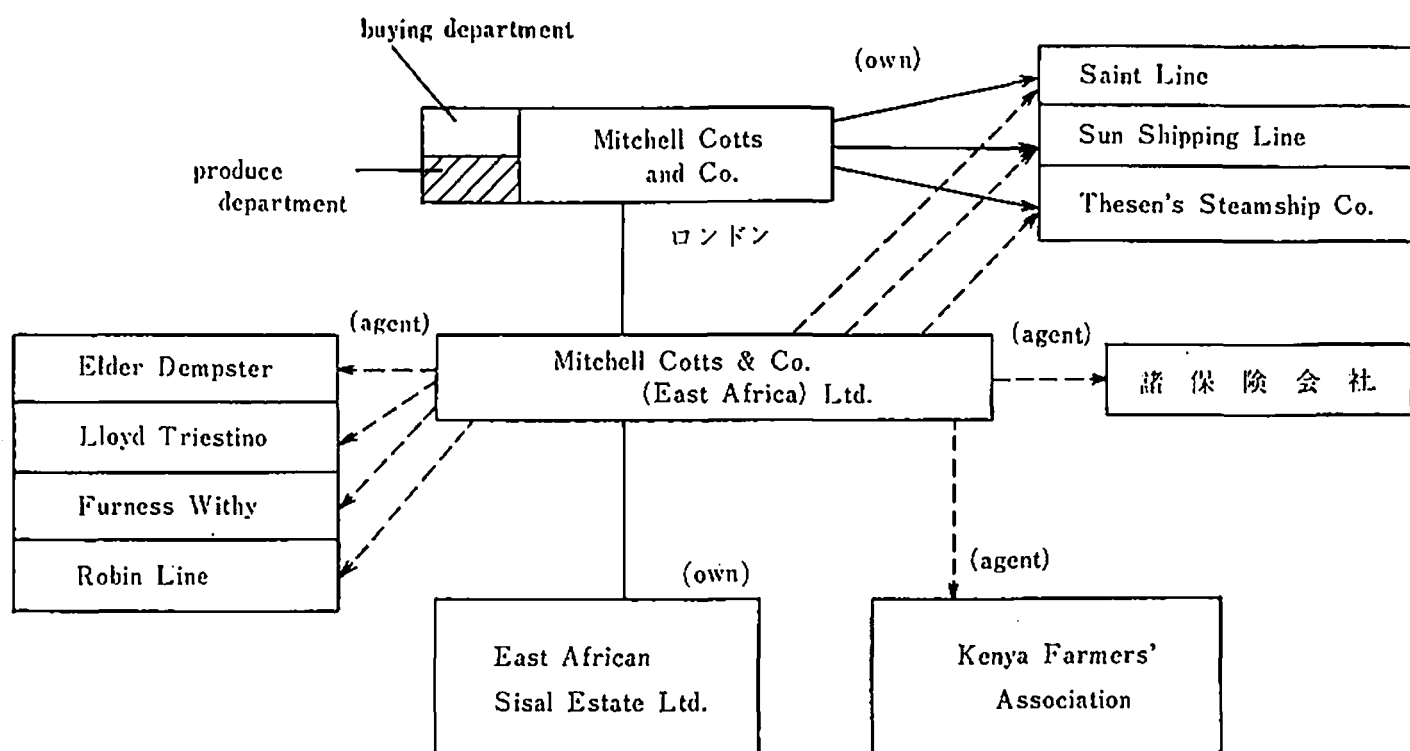 buying department
(own)
Saint Line
Mitchell Cotts
and Co.
Sun Shipping Line
produce
department
Thesen's Steamship Co.
ロンドン
(agent)
Mitchell Cotts & Co.
(East Africa) Ltd.
(agent)
Elder Dempster
諸保険会社
Lloyd Triestino
Furness Withy
Robin Line
(own)
(agent)
East African
Sisal Estate Ltd.
Kenya Farmers'
Association